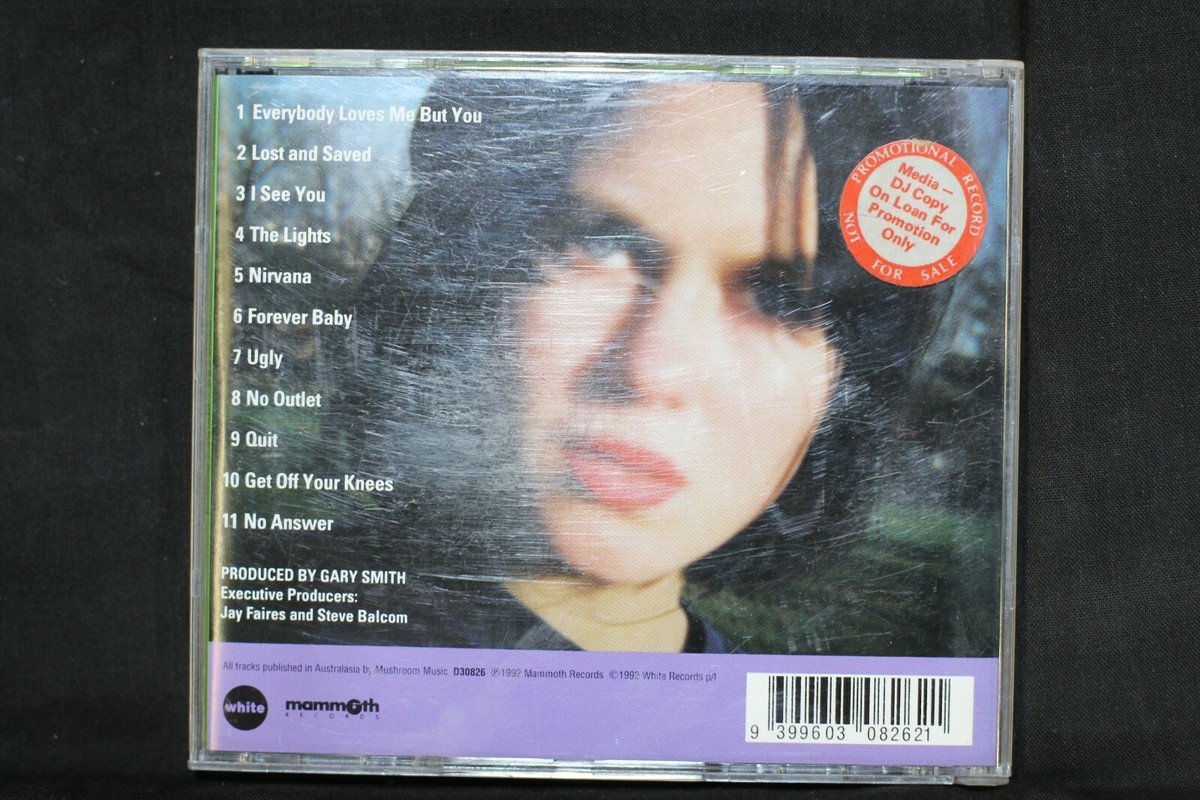 1 Everybody Loves Me But You
2 Lost and Saved
3 I See You
4 The Lights
5 Nirvana
6 Forever Baby
7 Ugly
8 No Outlet
9 Quit
10 Get Off Your Knees
11 No Answer
PROMOTIONAL RECORD
Media –
DJ Copy
On Loan For
Promotion
Only
NOT FOR SALE
PRODUCED BY GARY SMITH
Executive Producers:
Jay Faires and Steve Balcom
All tracks published in Australasia by Mushroom Music D30826 ℗1992 Mammoth Records ©1992 White Records p/l
white
mammoth
RECORDS
9 399603 082621